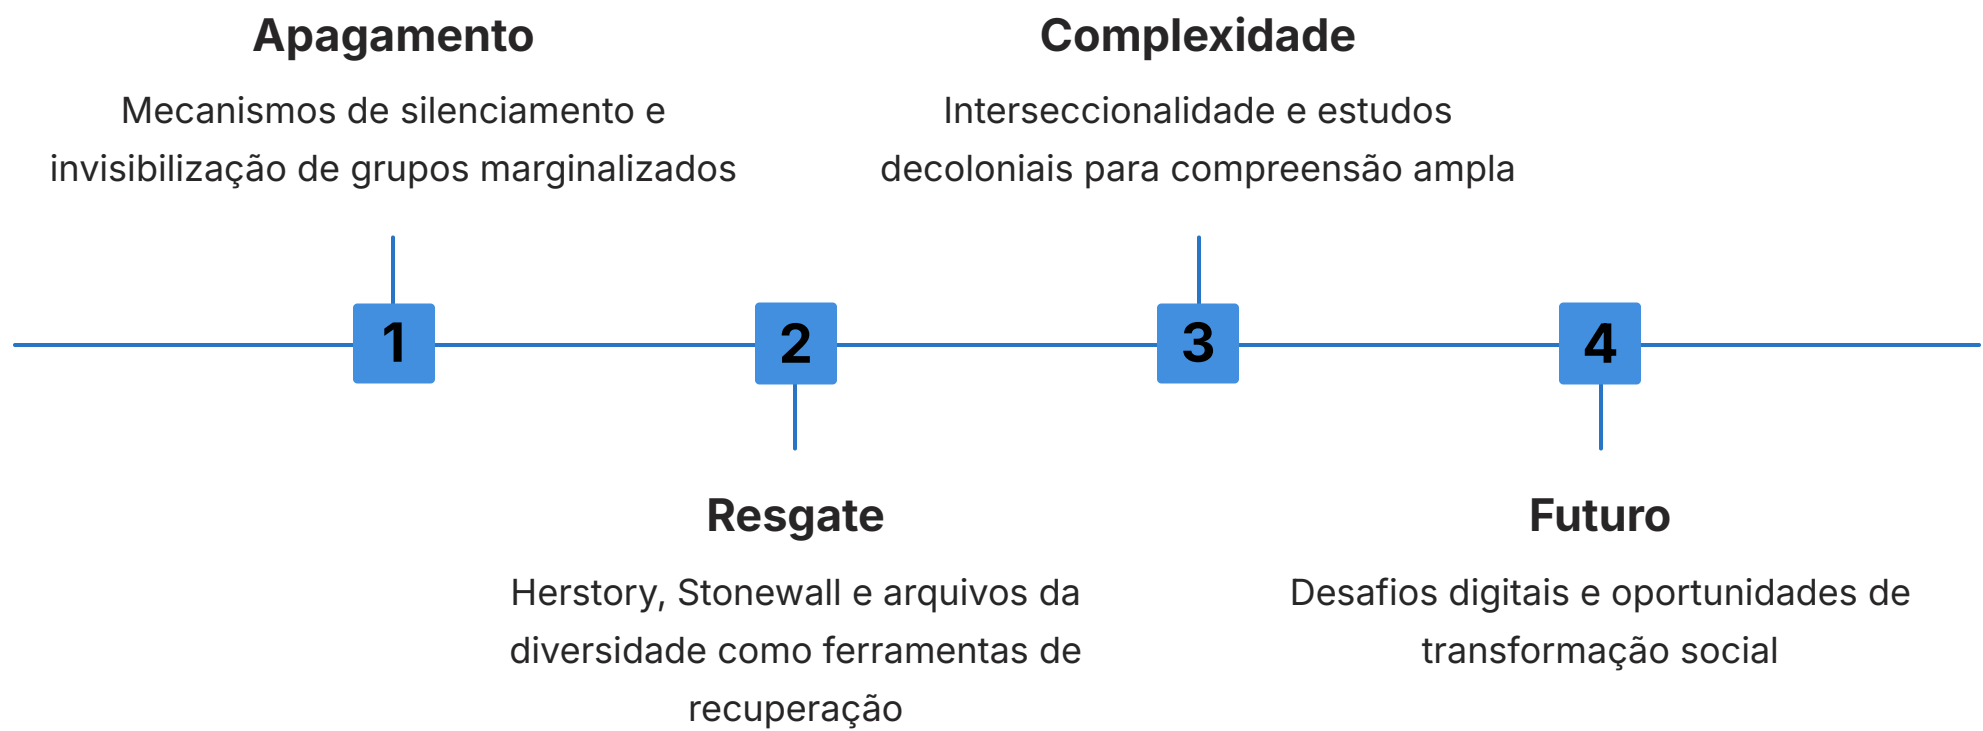 Apagamento
Mecanismos de silenciamento e
invisibilização de grupos marginalizados
Complexidade
Interseccionalidade e estudos
decoloniais para compreensão ampla
1
2
3
4
Resgate
Herstory, Stonewall e arquivos da
diversidade como ferramentas de
recuperação
Futuro
Desafios digitais e oportunidades de
transformação social